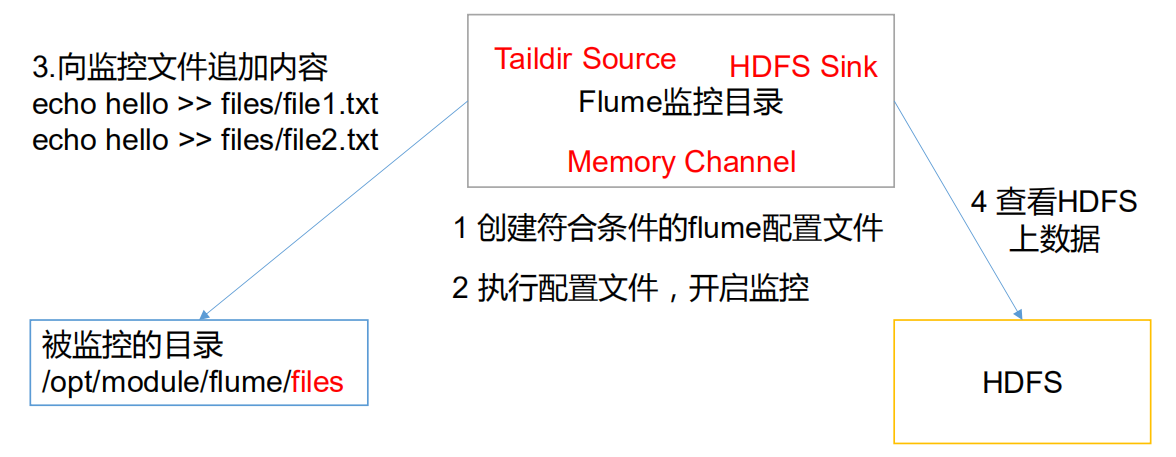 3.向监控文件追加内容
echo hello >> files/file1.txt
echo hello >> files/file2.txt
Taildir Source
HDFS Sink
Flume监控目录
Memory Channel
1 创建符合条件的flume配置文件
2 执行配置文件，开启监控
4 查看HDFS
上数据
被监控的目录
/opt/module/flume/files
HDFS